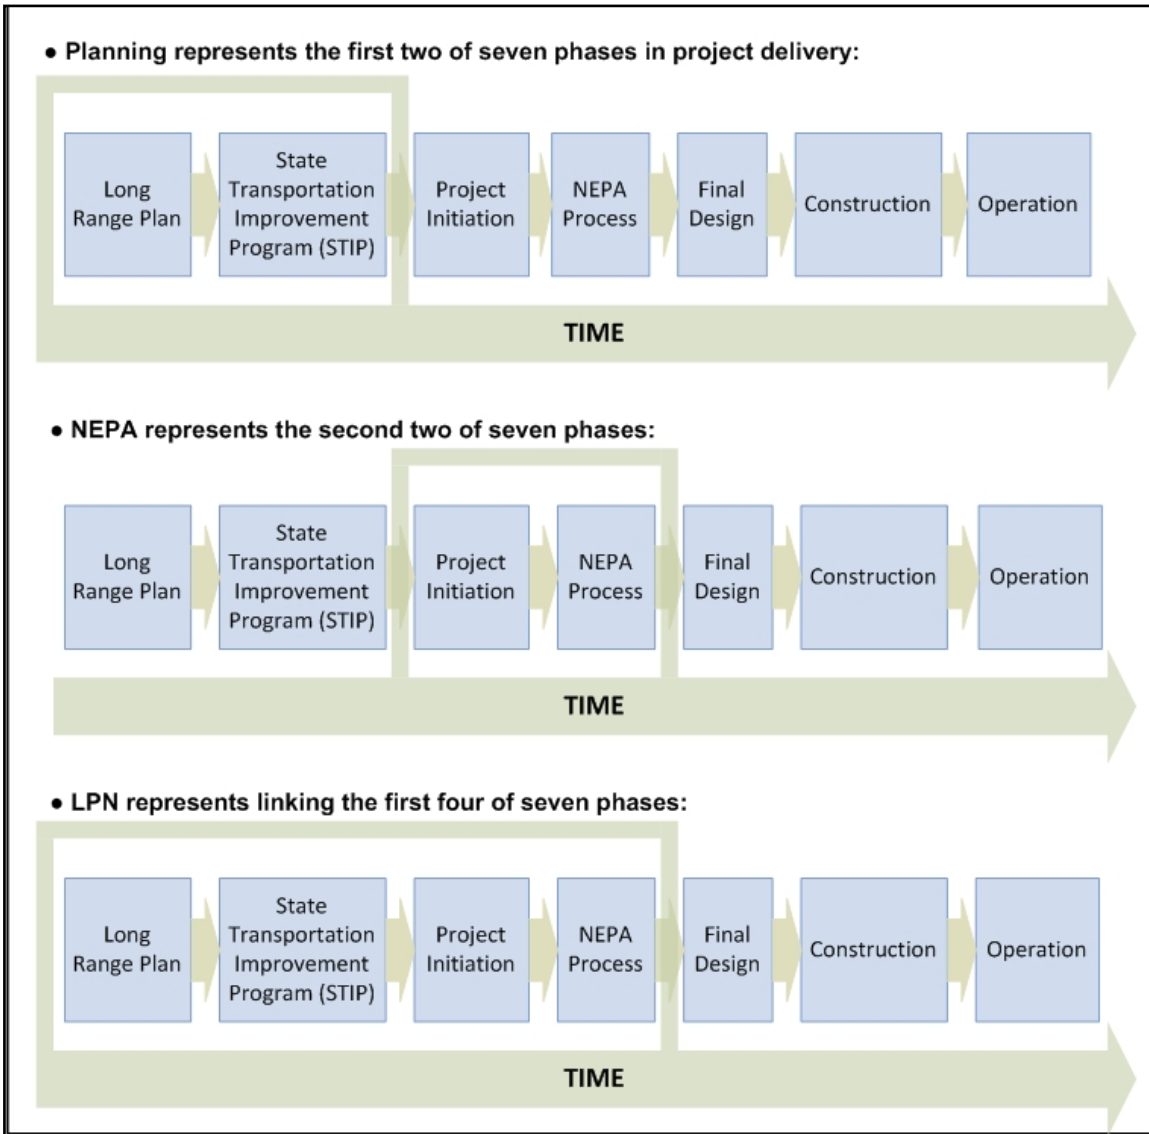 ● Planning represents the first two of seven phases in project delivery:
Long
Range Plan
State
Transportation
Improvement
Program (STIP)
Project
Initiation
NEPA
Process
Final
Design
Construction
Operation
TIME
● NEPA represents the second two of seven phases:
Long
Range Plan
State
Transportation
Improvement
Program (STIP)
Project
Initiation
NEPA
Process
Final
Design
Construction
Operation
TIME
● LPN represents linking the first four of seven phases:
Long
Range Plan
State
Transportation
Improvement
Program (STIP)
Project
Initiation
NEPA
Process
Final
Design
Construction
Operation
TIME